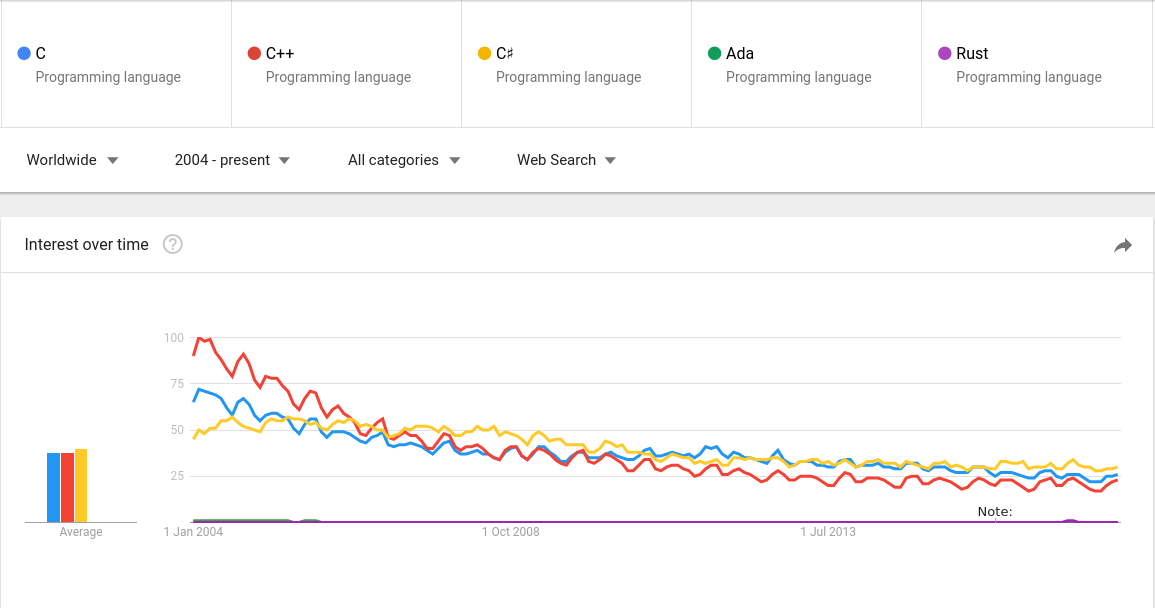 C C++ C♯ Ada Rust
Programming language Programming language Programming language Programming language Programming language
Worldwide 2004 - present All categories Web Search
Interest over time ?
100
75
50
25
Note:
Average 1 Jan 2004 1 Oct 2008 1 Jul 2013